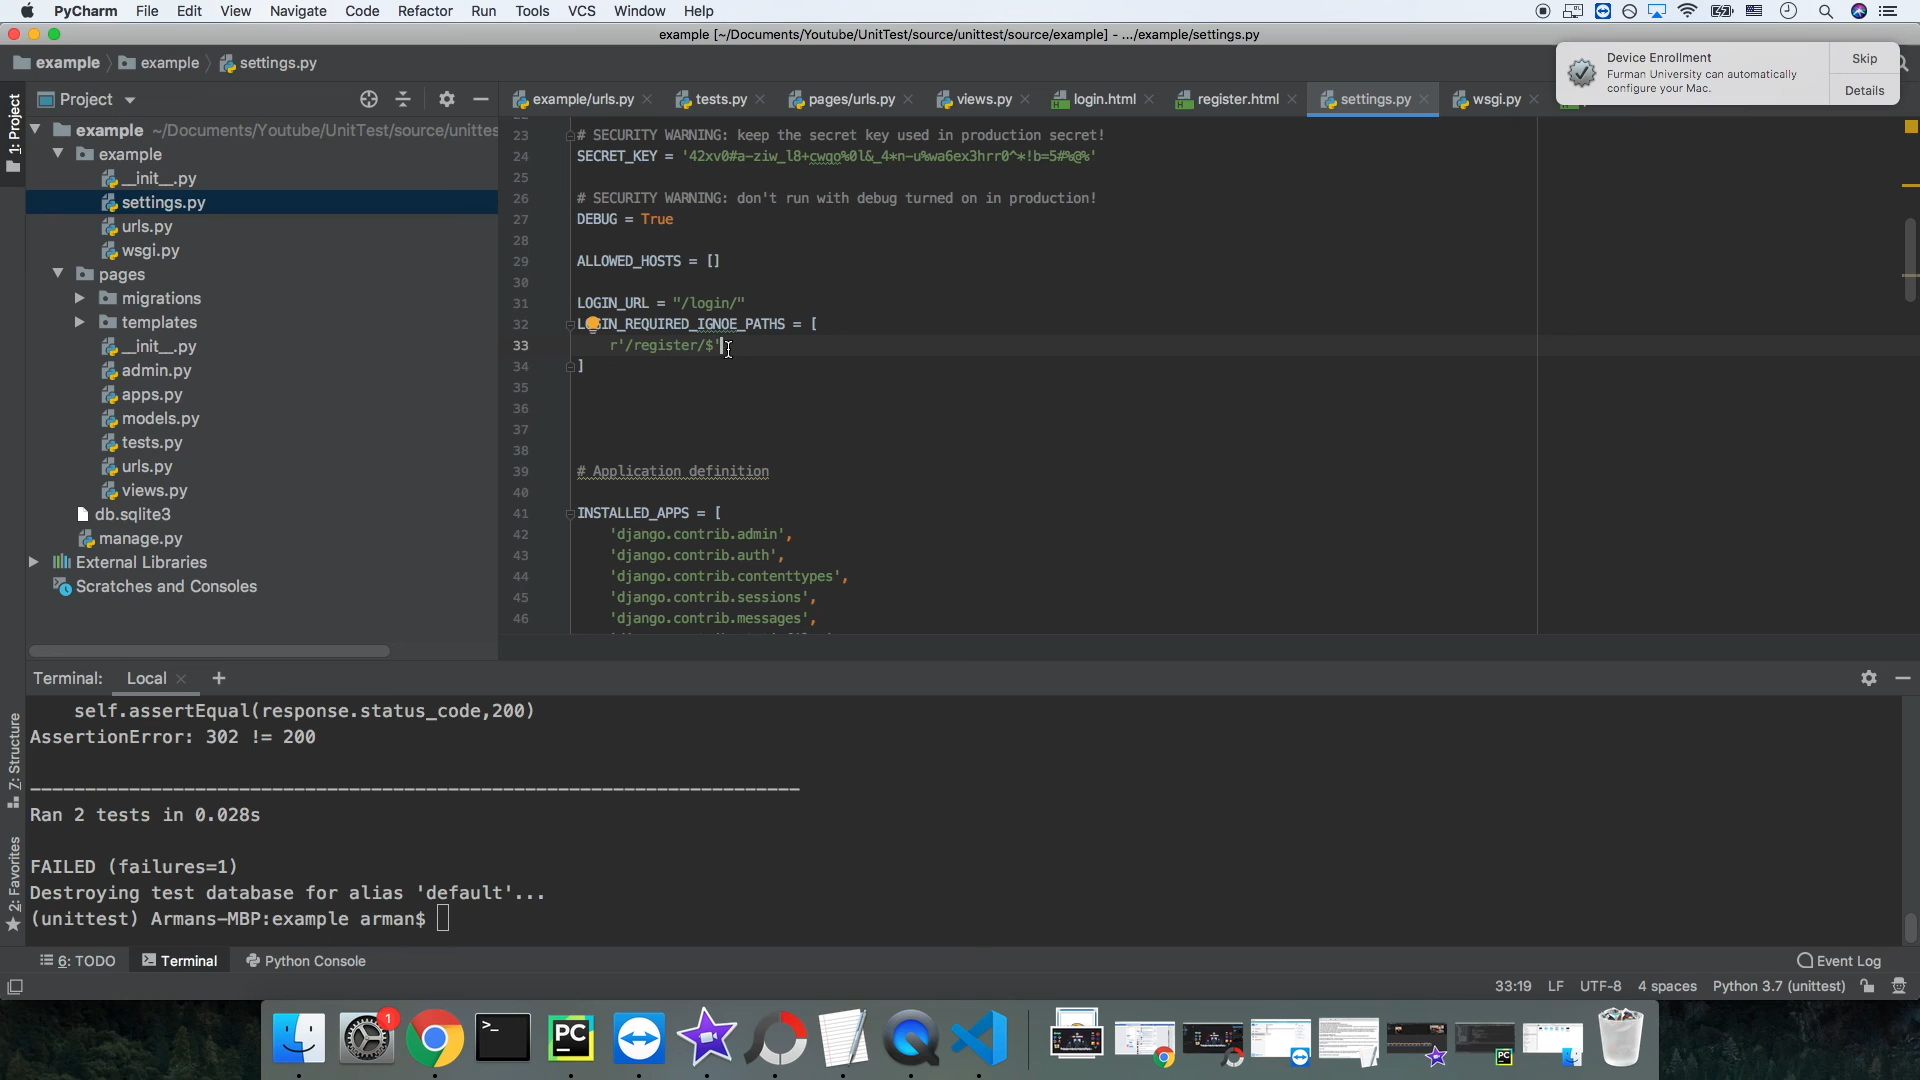 PyCharm File Edit View Navigate Code Refactor Run Tools VCS Window Help
example [~/Documents/Youtube/UnitTest/source/unittest/source/example] - .../example/settings.py
example example settings.py
Device Enrollment
Furman University can automatically
configure your Mac.
Skip
Details
Project
example/urls.py tests.py pages/urls.py views.py login.html register.html settings.py wsgi.py
1: Project
example ~/Documents/Youtube/UnitTest/source/unittes
example
__init__.py
settings.py
urls.py
wsgi.py
pages
migrations
templates
__init__.py
admin.py
apps.py
models.py
tests.py
urls.py
views.py
db.sqlite3
manage.py
External Libraries
Scratches and Consoles
23 # SECURITY WARNING: keep the secret key used in production secret!
24 SECRET_KEY = '42xv0#a-ziw_l8+cwqo%0l&_4*n-u%wa6ex3hrr0^*!b=5#%@%'
25
26 # SECURITY WARNING: don't run with debug turned on in production!
27 DEBUG = True
28
29 ALLOWED_HOSTS = []
30
31 LOGIN_URL = "/login/"
32 LOGIN_REQUIRED_IGNOE_PATHS = [
33 r'/register/$'
34 ]
35
36
37
38
39 # Application definition
40
41 INSTALLED_APPS = [
42 'django.contrib.admin',
43 'django.contrib.auth',
44 'django.contrib.contenttypes',
45 'django.contrib.sessions',
46 'django.contrib.messages',
Terminal: Local
self.assertEqual(response.status_code,200)
AssertionError: 302 != 200
----------------------------------------------------------------------
Ran 2 tests in 0.028s
FAILED (failures=1)
Destroying test database for alias 'default'...
(unittest) Armans-MBP:example arman$
Z: Structure
2: Favorites
6: TODO Terminal Python Console Event Log
33:19 LF UTF-8 4 spaces Python 3.7 (unittest)
1
PC